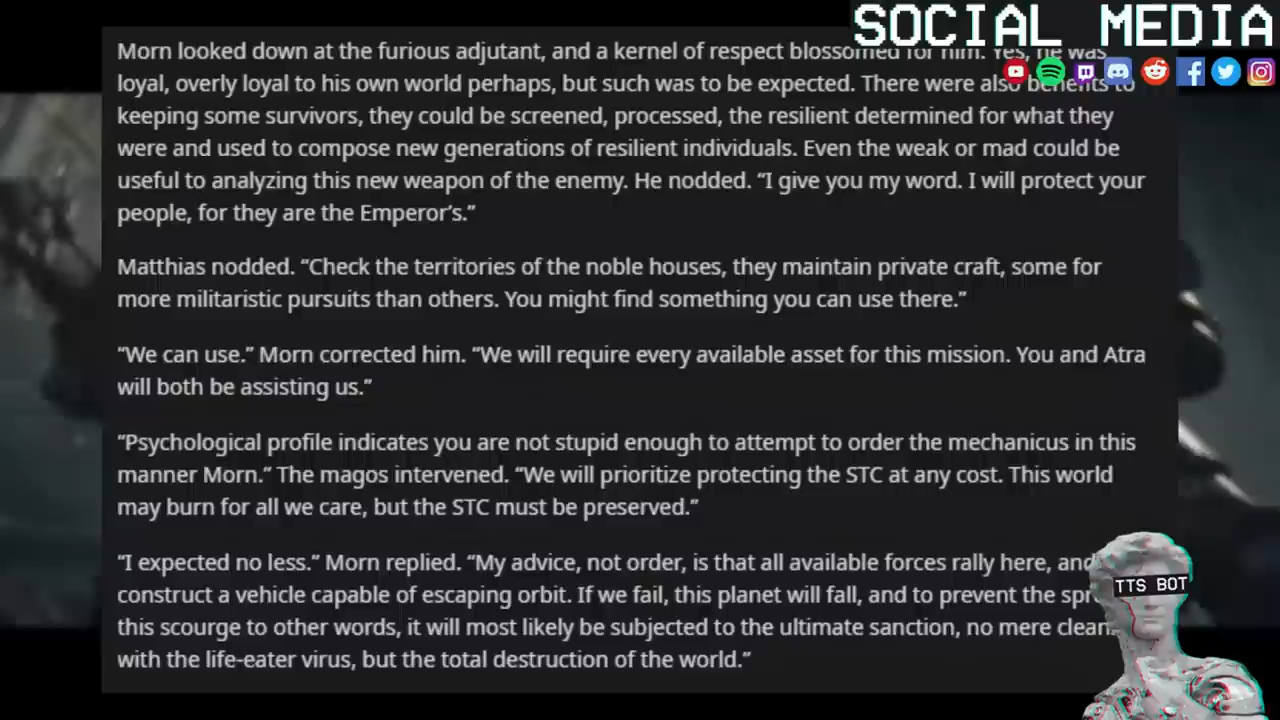 SOCIAL MEDIA
Morn looked down at the furious adjutant, and a kernel of respect blossomed for him. Yes, he was
loyal, overly loyal to his own world perhaps, but such was to be expected. There were also benefits to
keeping some survivors, they could be screened, processed, the resilient determined for what they
were and used to compose new generations of resilient individuals. Even the weak or mad could be
useful to analyzing this new weapon of the enemy. He nodded. “I give you my word. I will protect your
people, for they are the Emperor’s.”
Matthias nodded. “Check the territories of the noble houses, they maintain private craft, some for
more militaristic pursuits than others. You might find something you can use there.”
“We can use.” Morn corrected him. “We will require every available asset for this mission. You and Atra
will both be assisting us.”
“Psychological profile indicates you are not stupid enough to attempt to order the mechanicus in this
manner Morn.” The magos intervened. “We will prioritize protecting the STC at any cost. This world
may burn for all we care, but the STC must be preserved.”
“I expected no less.” Morn replied. “My advice, not order, is that all available forces rally here, and
construct a vehicle capable of escaping orbit. If we fail, this planet will fall, and to prevent the
this scourge to other words, it will most likely be subjected to the ultimate sanction, no mere
with the life-eater virus, but the total destruction of the world.”
TTS BOT